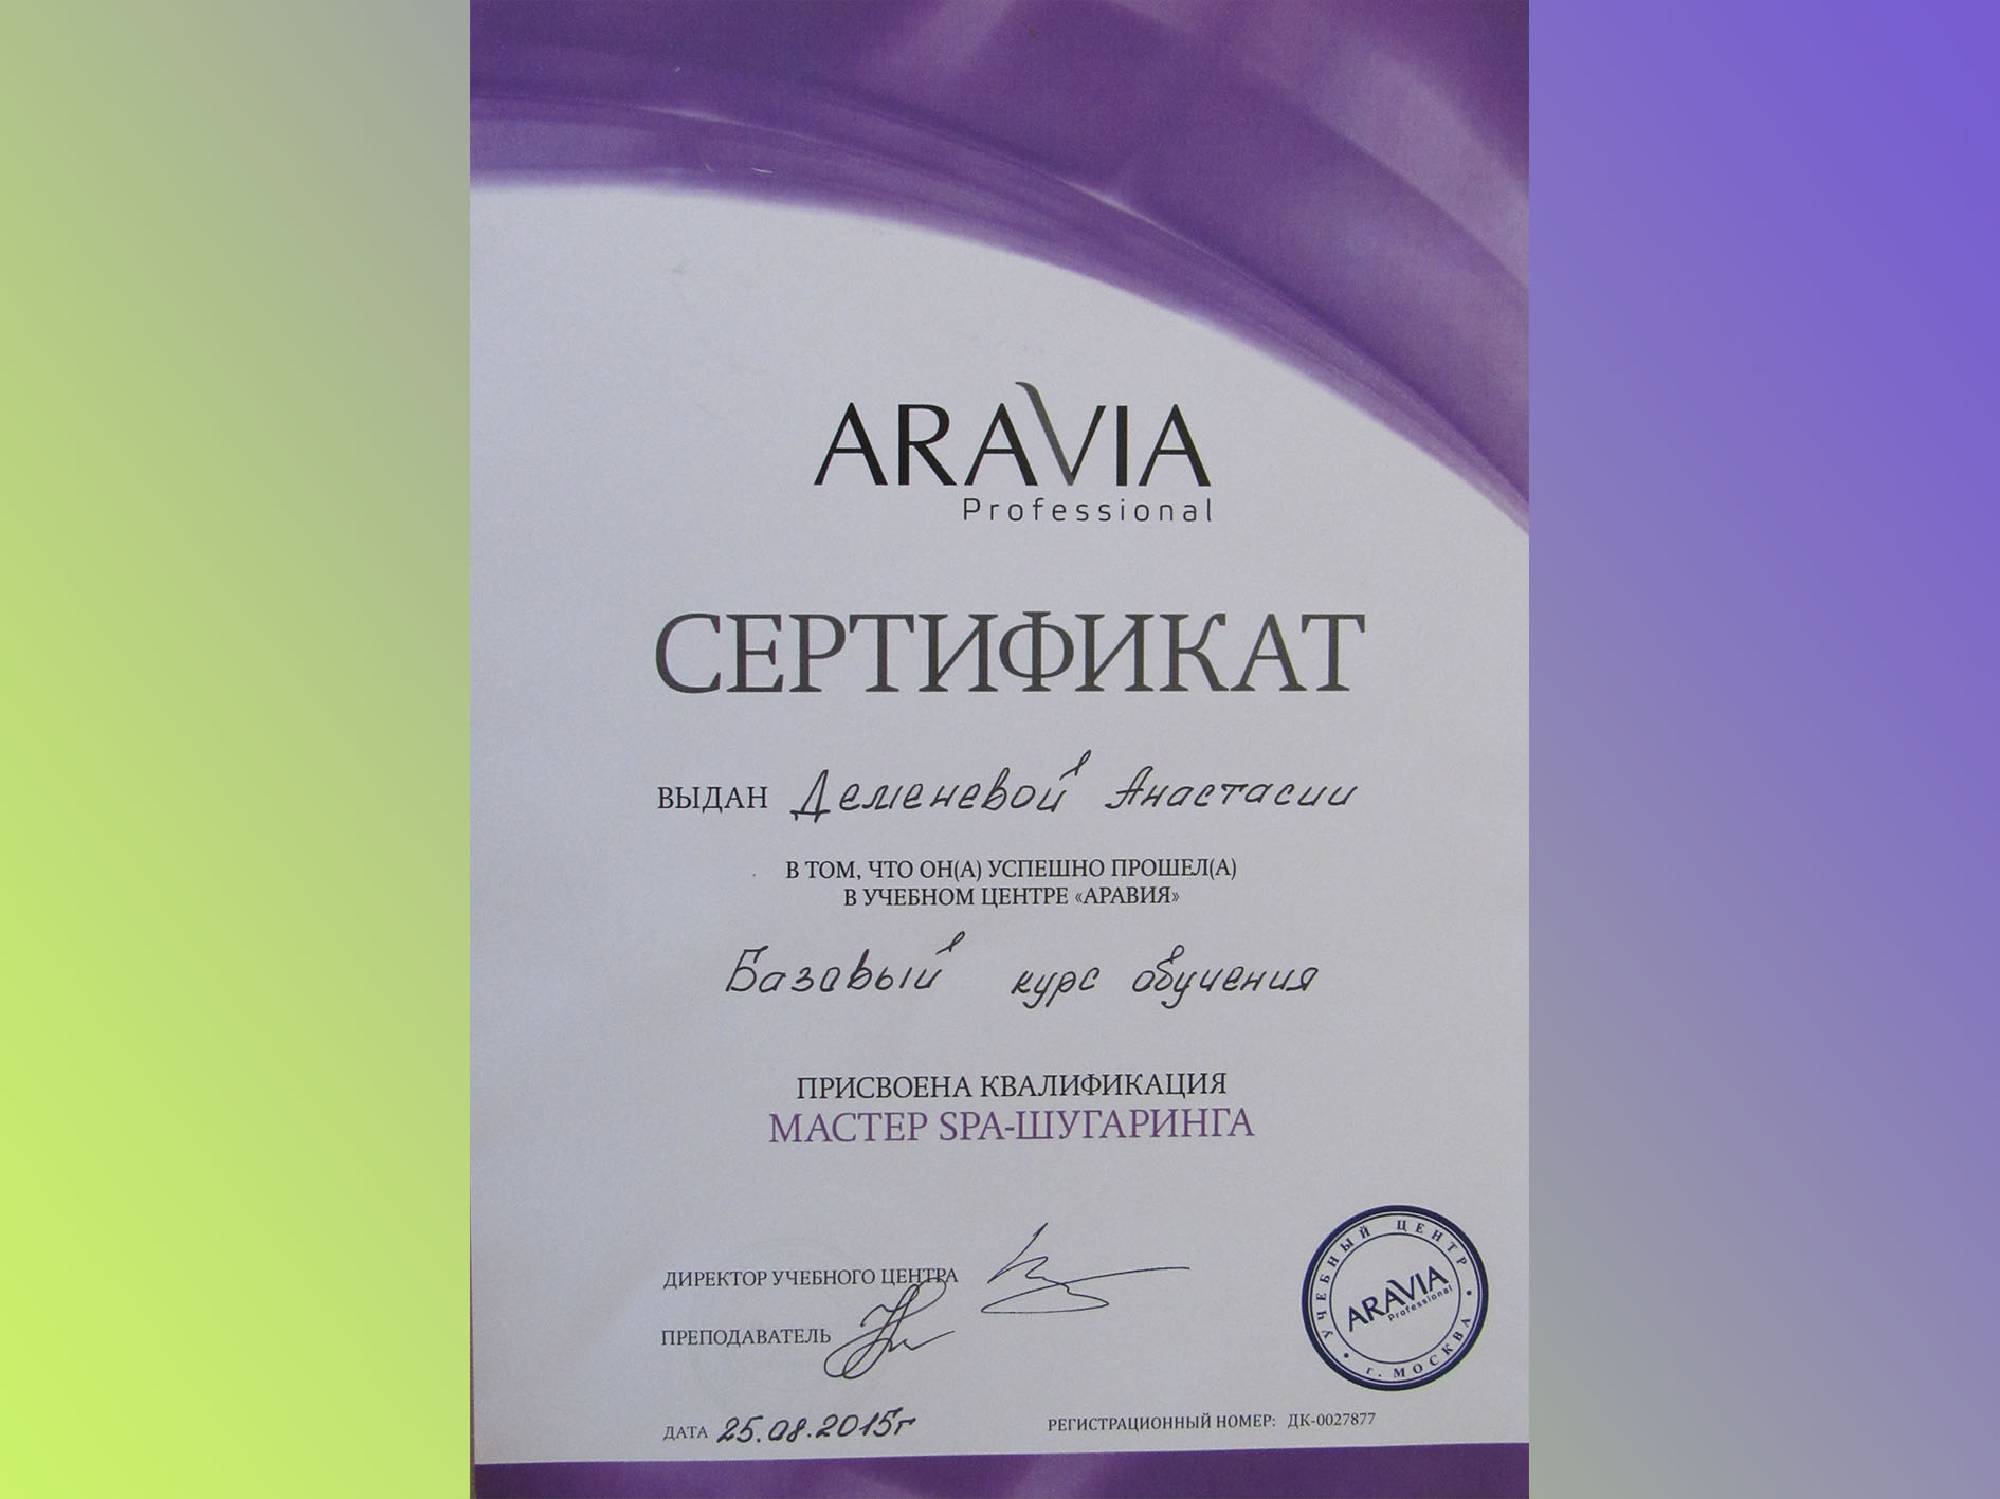 ARAVIA
Professional
СЕРТИФИКАТ
ВЫДАН Деменевой Анастасии
В ТОМ, ЧТО ОН(А) УСПЕШНО ПРОШЕЛ(А)
В УЧЕБНОМ ЦЕНТРЕ «АРАВИЯ»
Базовый курс обучения
ПРИСВОЕНА КВАЛИФИКАЦИЯ
МАСТЕР SPA-ШУГАРИНГА
ДИРЕКТОР УЧЕБНОГО ЦЕНТРА
ПРЕПОДАВАТЕЛЬ
УЧЕБНЫЙ ЦЕНТР
ARAVIA
Professional
г. МОСКВА
ДАТА 25.08.2015г
РЕГИСТРАЦИОННЫЙ НОМЕР: ДК-0027877